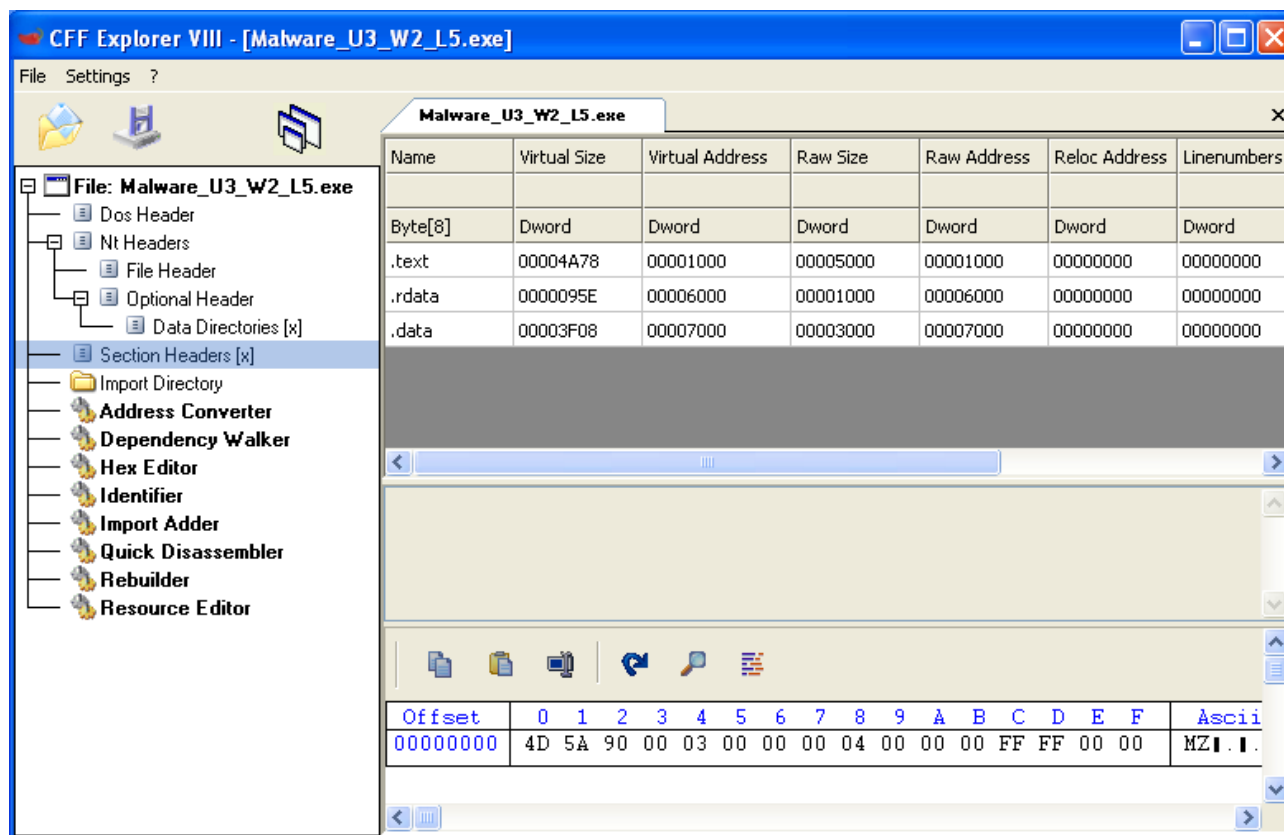 CFF Explorer VIII - [Malware_U3_W2_L5.exe]
File Settings ?
Malware_U3_W2_L5.exe
File: Malware_U3_W2_L5.exe
Dos Header
Nt Headers
File Header
Optional Header
Data Directories [x]
Section Headers [x]
Import Directory
Address Converter
Dependency Walker
Hex Editor
Identifier
Import Adder
Quick Disassembler
Rebuilder
Resource Editor
Name Virtual Size Virtual Address Raw Size Raw Address Reloc Address Linenumbers
Byte[8] Dword Dword Dword Dword Dword Dword
.text 00004A78 00001000 00005000 00001000 00000000 00000000
.rdata 0000095E 00006000 00001000 00006000 00000000 00000000
.data 00003F08 00007000 00003000 00007000 00000000 00000000
Offset 0 1 2 3 4 5 6 7 8 9 A B C D E F Ascii
00000000 4D 5A 90 00 03 00 00 00 04 00 00 00 FF FF 00 00 MZ▮.▮.